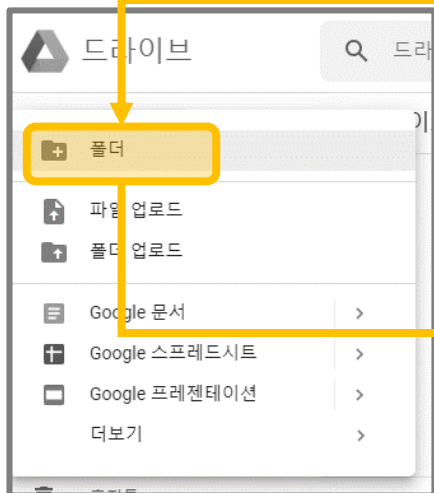 드라이브
드라
폴더
파일 업로드
폴더 업로드
Google 문서
Google 스프레드시트
Google 프레젠테이션
더보기